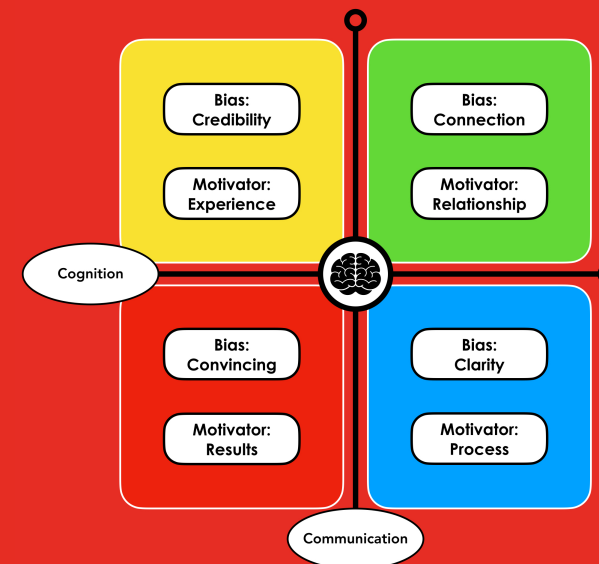 Bias:
Credibility
Motivator:
Experience
Bias:
Connection
Motivator:
Relationship
Cognition
Bias:
Convincing
Motivator:
Results
Bias:
Clarity
Motivator:
Process
Communication